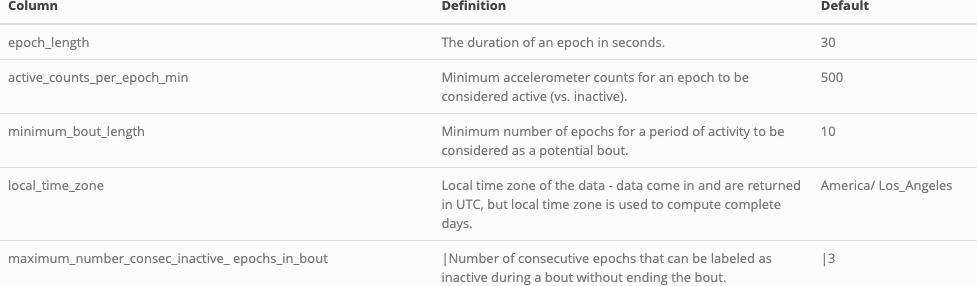 Column Definition Default
epoch_length The duration of an epoch in seconds. 30
active_counts_per_epoch_min Minimum accelerometer counts for an epoch to be 500
considered active (vs. inactive).
minimum_bout_length Minimum number of epochs for a period of activity to be 10
considered as a potential bout.
local_time_zone Local time zone of the data - data come in and are returned America/ Los_Angeles
in UTC, but local time zone is used to compute complete
days.
maximum_number_consec_inactive_ epochs_in_bout |Number of consecutive epochs that can be labeled as |3
inactive during a bout without ending the bout.